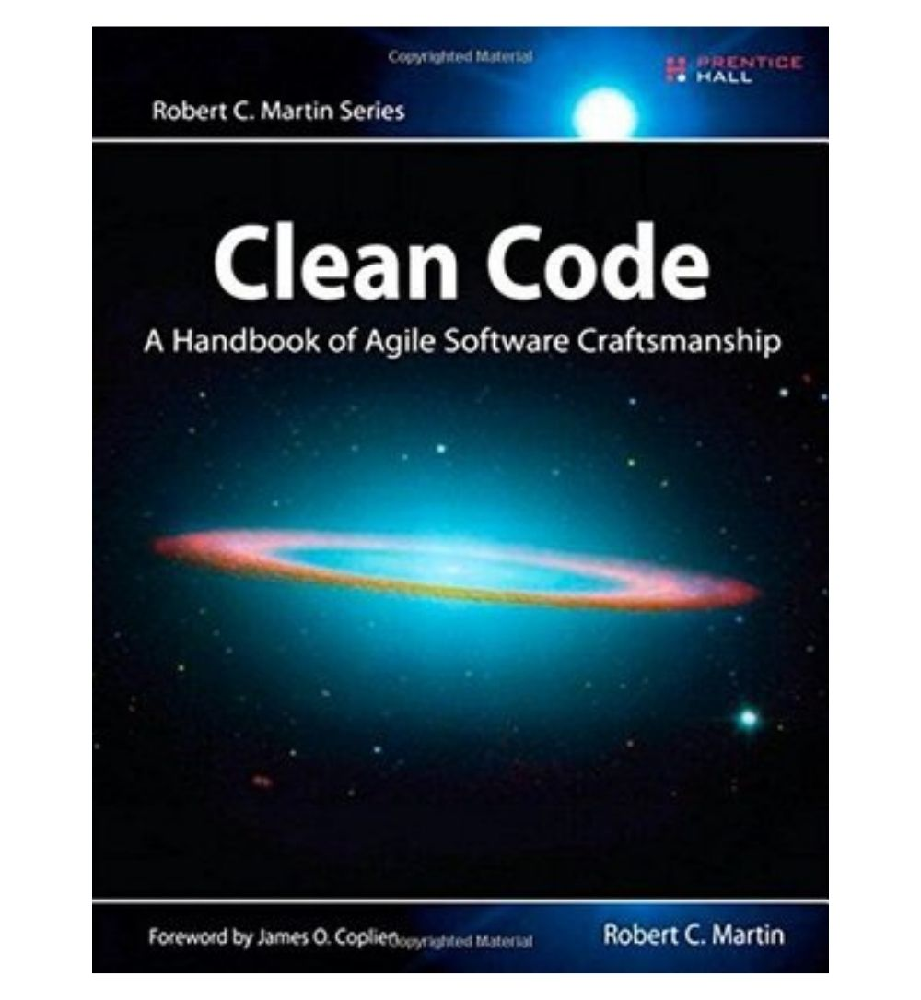 Copyrighted Material
PRENTICE
HALL
Robert C. Martin Series
Clean Code
A Handbook of Agile Software Craftsmanship
Foreword by James O. Coplien
Copyrighted Material
Robert C. Martin